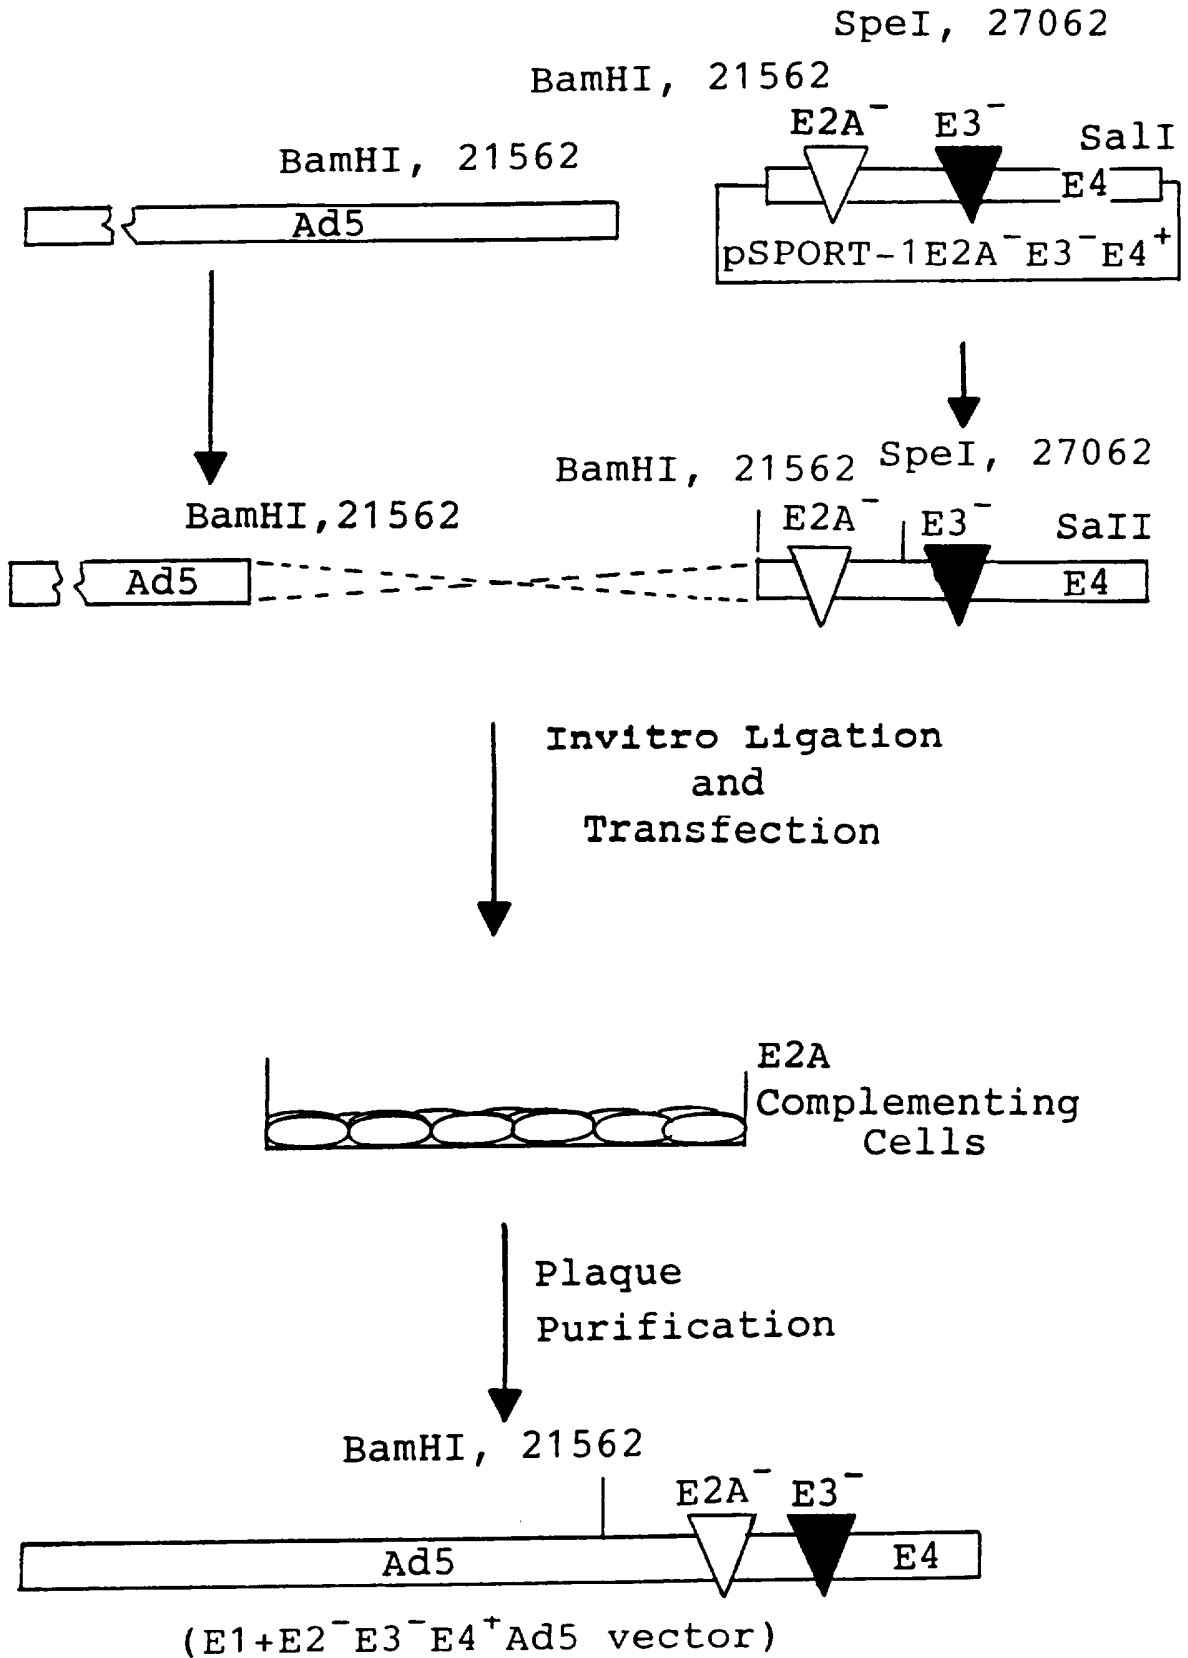 SpeI, 27062
BamHI, 21562
E2A⁻ E3⁻
SalI
BamHI, 21562
E4
Ad5
pSPORT-1E2A⁻E3⁻E4⁺
BamHI, 21562 SpeI, 27062
BamHI,21562
E2A⁻ E3⁻ SaII
Ad5
E4
Invitro Ligation
and
Transfection
E2A
Complementing
Cells
Plaque
Purification
BamHI, 21562
E2A⁻ E3⁻
Ad5
E4
(E1+E2⁻E3⁻E4⁺Ad5 vector)